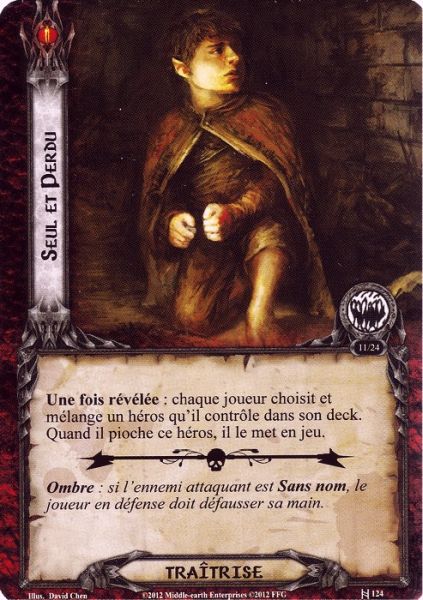 SEUL ET PERDU
11/24
Une fois révélée : chaque joueur choisit et
mélange un héros qu'il contrôle dans son deck.
Quand il pioche ce héros, il le met en jeu.
Ombre : si l'ennemi attaquant est Sans nom, le
joueur en défense doit défausser sa main.
TRAÎTRISE
Illus. David Chen ©2012 Middle-earth Enterprises ©2012 FFG 124